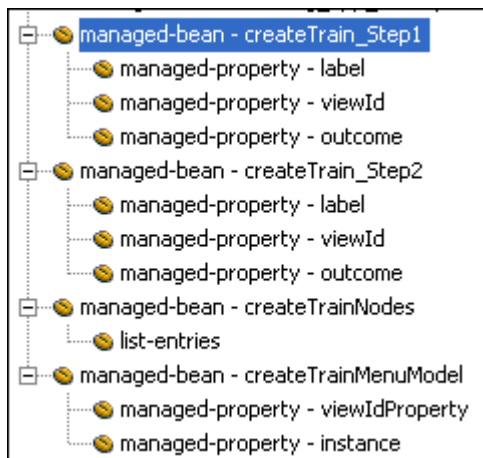 managed-bean - createTrain_Step1
managed-property - label
managed-property - viewId
managed-property - outcome
managed-bean - createTrain_Step2
managed-property - label
managed-property - viewId
managed-property - outcome
managed-bean - createTrainNodes
list-entries
managed-bean - createTrainMenuModel
managed-property - viewIdProperty
managed-property - instance